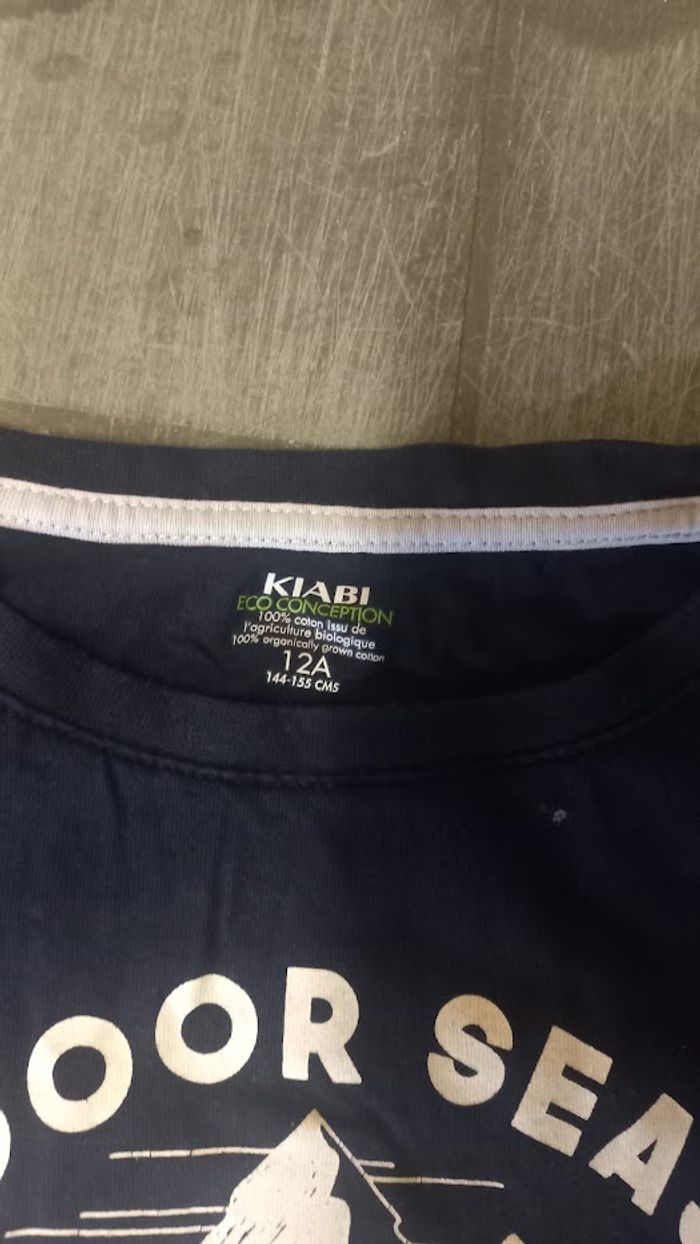 KIABI
ECO CONCEPTION
100% coton issu de
l'agriculture biologique
100% organically grown cotton
12A
144-155 CMS
OOR SEA